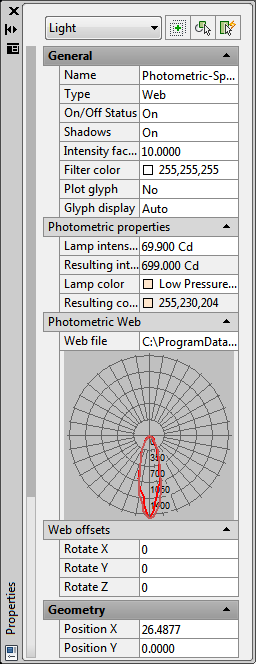 Light
General
Name Photometric-Sp...
Type Web
On/Off Status On
Shadows On
Intensity fac... 10.0000
Filter color 255,255,255
Plot glyph No
Glyph display Auto
Photometric properties
Lamp intens... 69.900 Cd
Resulting int... 699.000 Cd
Lamp color Low Pressure...
Resulting co... 255,230,204
Photometric Web
Web file C:\ProgramData...
350
700
1050
1400
Web offsets
Rotate X 0
Rotate Y 0
Rotate Z 0
Geometry
Position X 26.4877
Position Y 0.0000
Properties